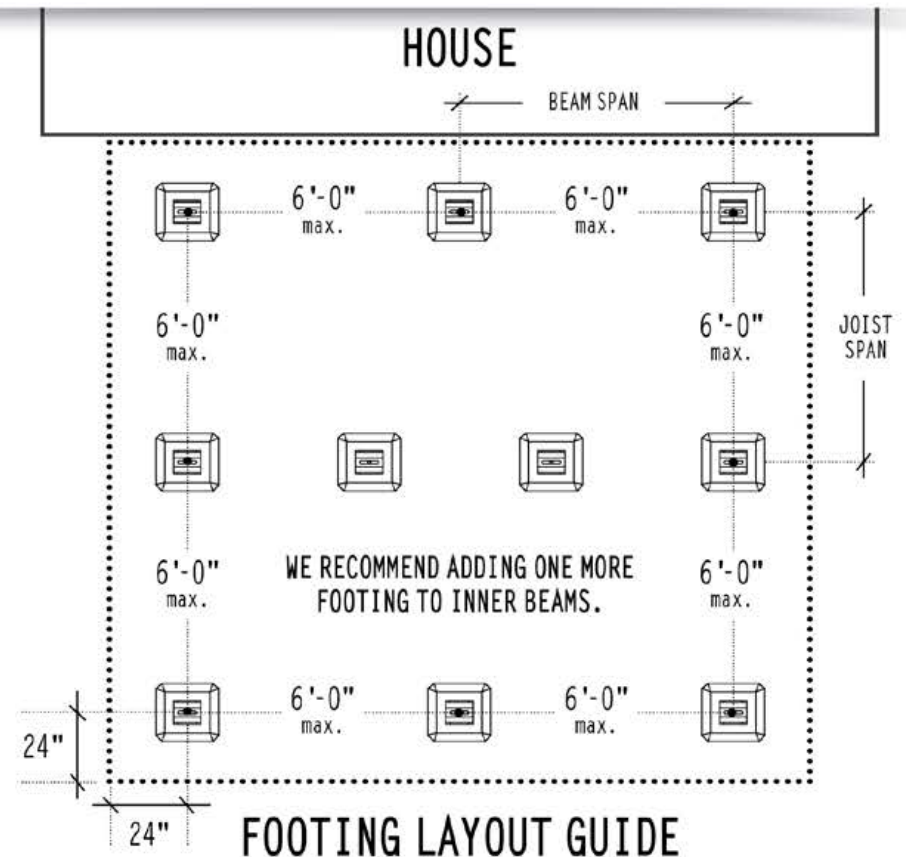 HOUSE
BEAM SPAN
6'-0"
max.
6'-0"
max.
6'-0"
max.
6'-0"
max.
JOIST
SPAN
6'-0"
max.
WE RECOMMEND ADDING ONE MORE
FOOTING TO INNER BEAMS.
6'-0"
max.
6'-0"
max.
6'-0"
max.
24"
24"
FOOTING LAYOUT GUIDE